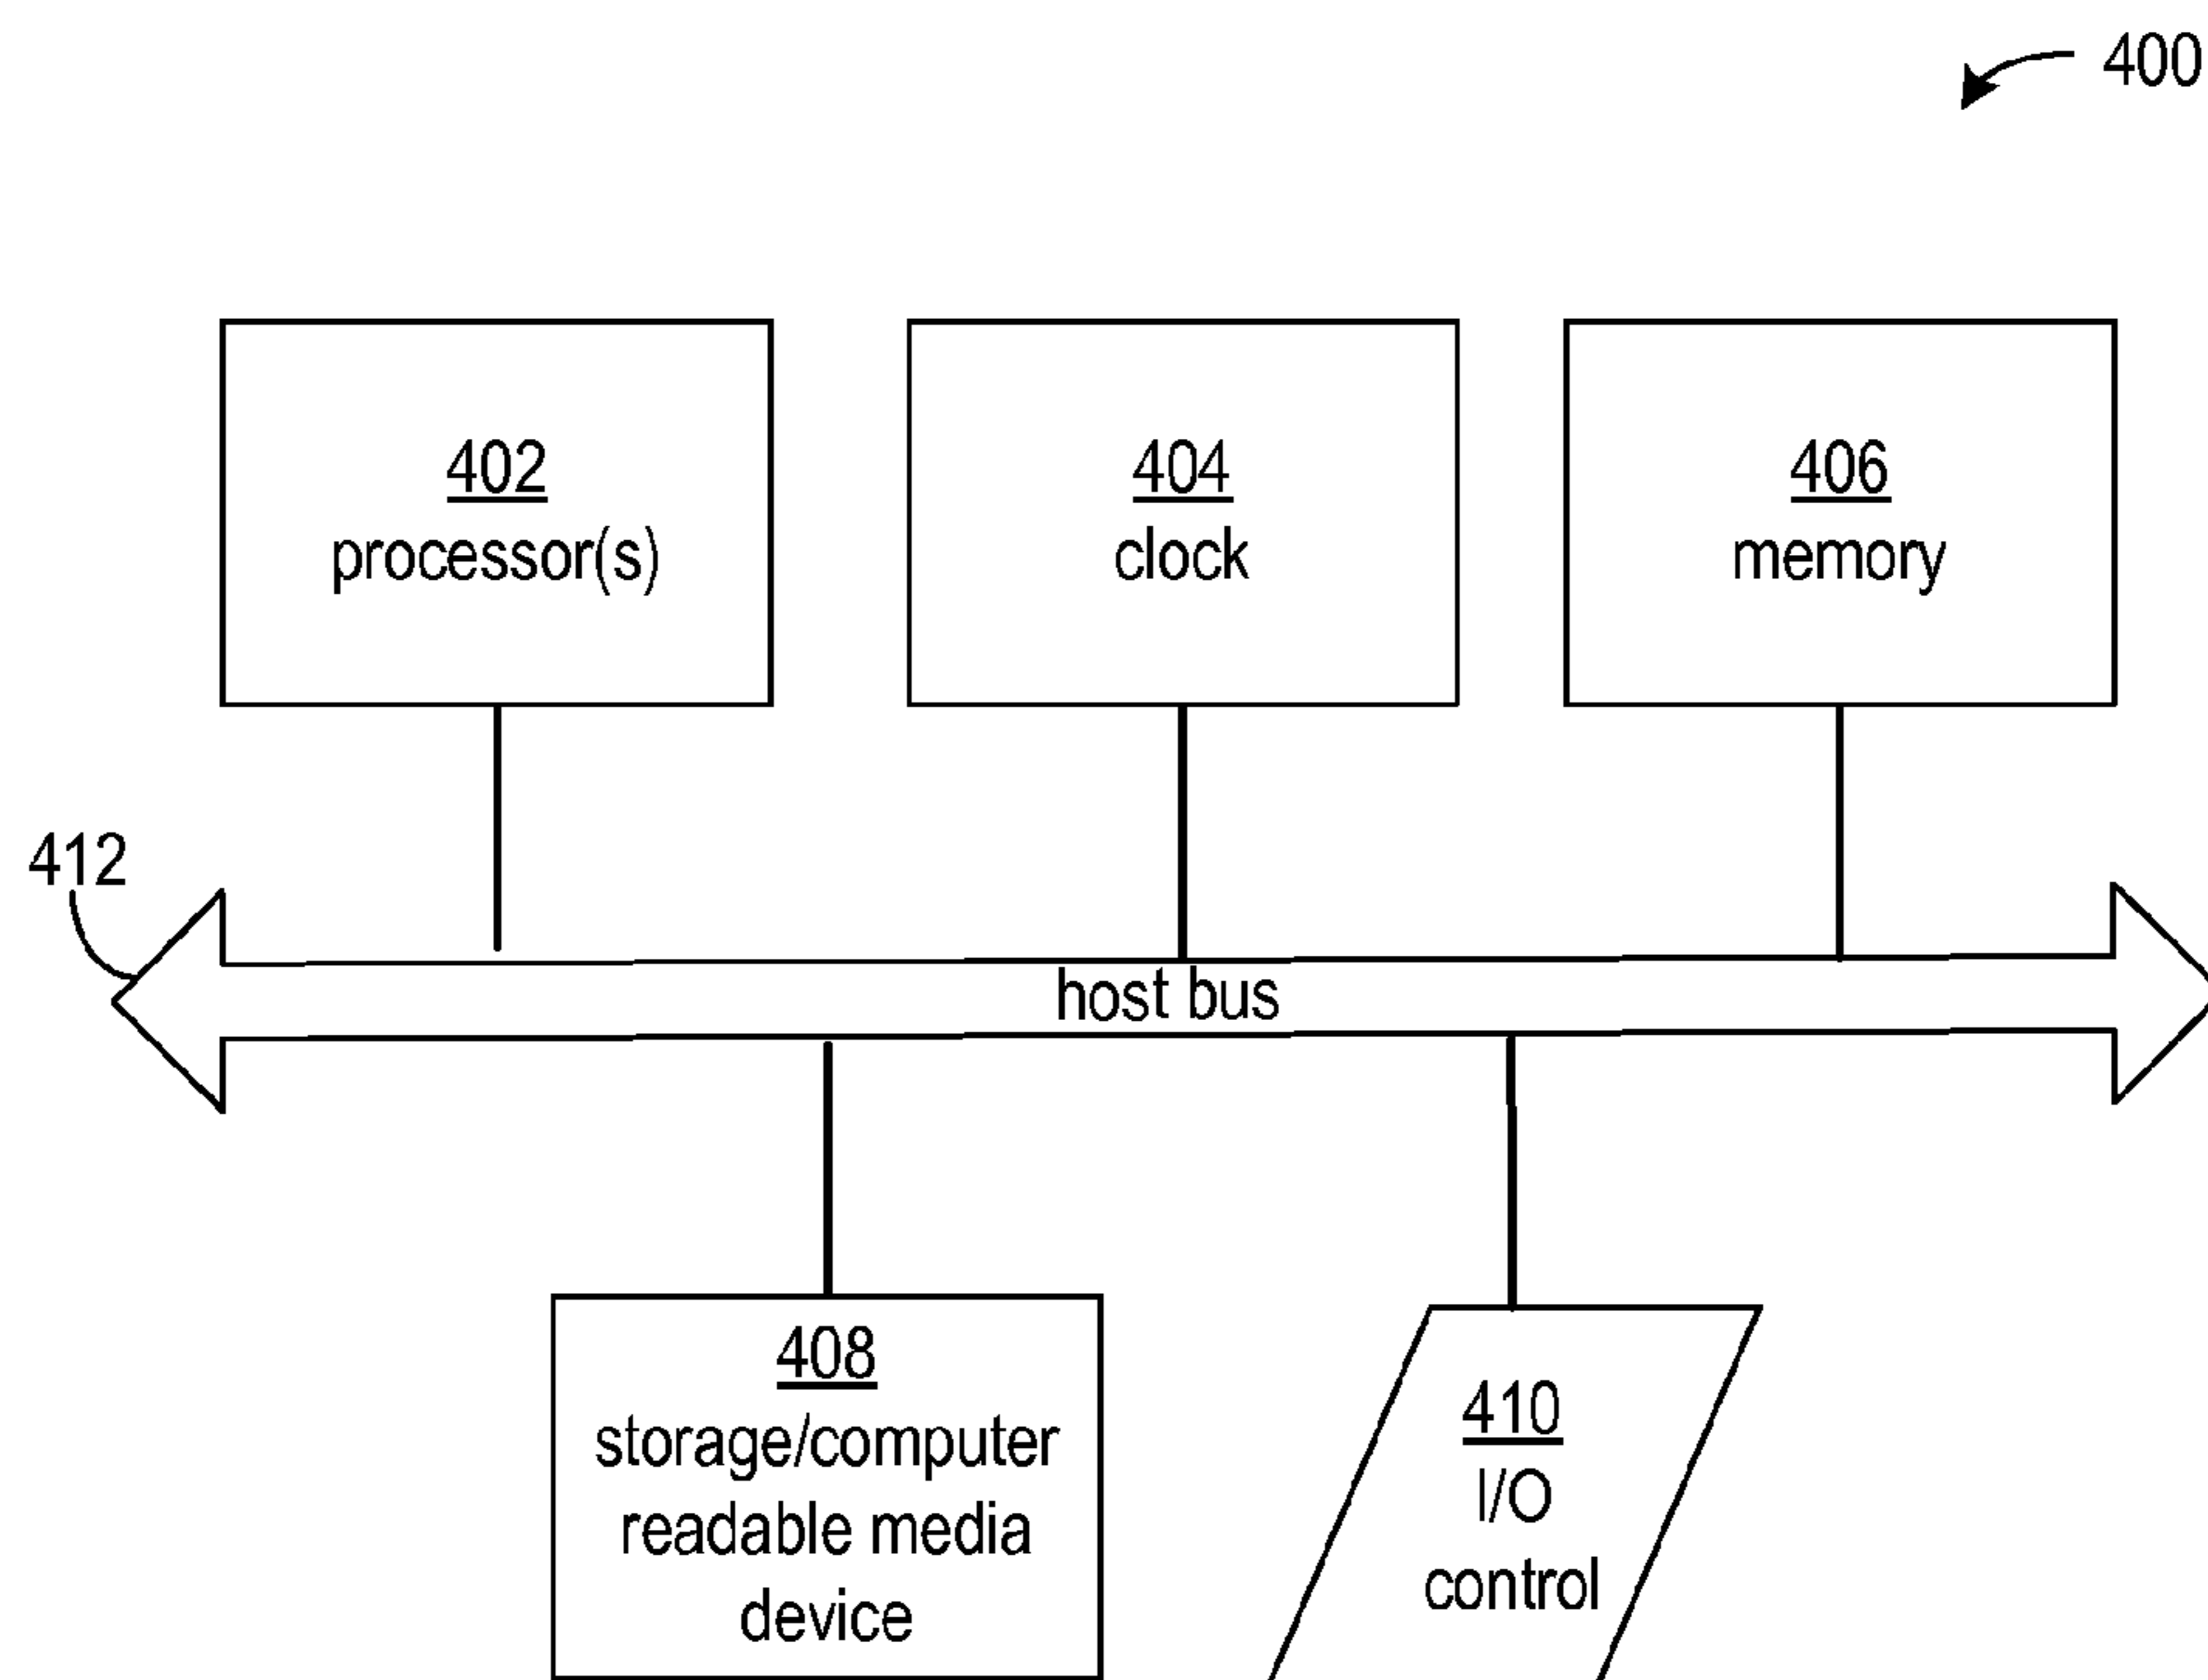 400
402
processor(s)
404
clock
406
memory
412
host bus
408
storage/computer
readable media
device
410
I/O
control